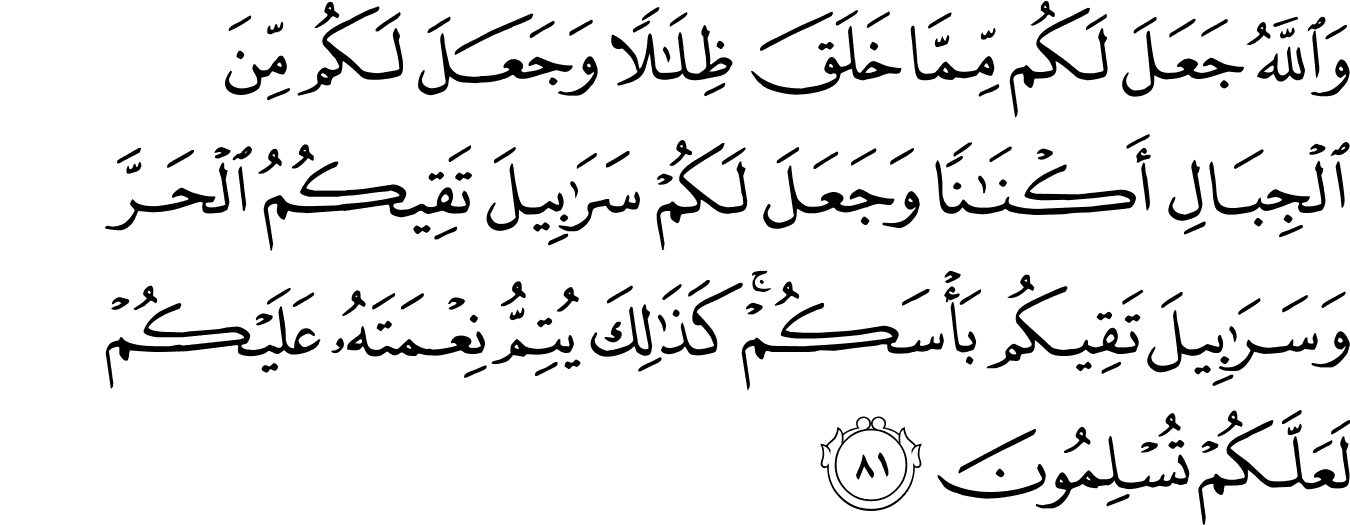 وَٱللَّهُ جَعَلَ لَكُم مِّمَّا خَلَقَ ظِلَـٰلًا وَجَعَلَ لَكُم مِّنَ
ٱلْجِبَالِ أَكْنَـٰنًا وَجَعَلَ لَكُمْ سَرَٰبِيلَ تَقِيكُمُ ٱلْحَرَّ
وَسَرَٰبِيلَ تَقِيكُم بَأْسَكُمْ ۚ كَذَٰلِكَ يُتِمُّ نِعْمَتَهُۥ عَلَيْكُمْ
لَعَلَّكُمْ تُسْلِمُونَ ٨١